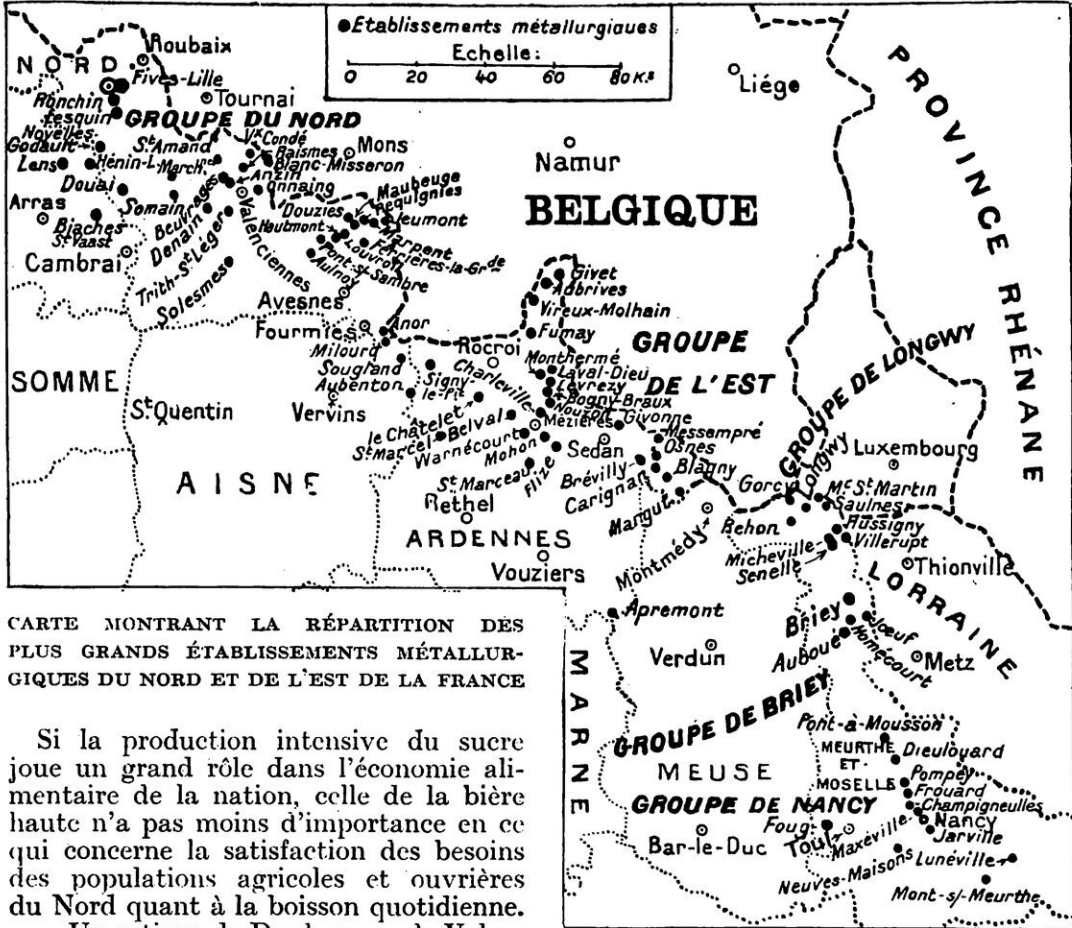 Etablissements métallurgiques
Echelle:
0 20 40 60 80 K.s
NORD
Roubaix
Fives-Lille
Ronchin
Lesquin
Tournai
GROUPE DU NORD
Noyelles-
Godault
Lens
Hénin-L.
Douai
Arras
Biaches
St Vaast
Cambrai
St Amand
Somain
Beuvrages
Denain
Trith-St Léger
Solesmes
Vx Condé
Raismes
Blanc-Misseron
Anzin
Onnaing
Valenciennes
Mons
Douzies
Hautmont
Maubeuge
Requignies
Jeumont
Marpent
Ferrières-la-Grde
Louvroil
Pont-s-Sambre
Aulnoy
Avesnes
Fourmies
Anor
Milourd
Sougland
Aubenton
Vervins
SOMME
St Quentin
AISNE
Liége
Namur
BELGIQUE
PROVINCE RHÉNANE
Givet
Aubrives
Vireux-Molhain
Fumay
Rocroi
Monthermé
Laval-Dieu
Levrezy
Bogny-Braux
Nouzon
Givonne
Charleville
Mézières
Signy-
le-Pit
le Châtelet
St Marcel
Belval
Warnécourt
Mohon
St Marceau
Flize
Sedan
Rethel
ARDENNES
Vouziers
GROUPE
DE L'EST
Messempré
Osnes
Blagny
Brévilly
Carignan
Margut
Montmédy
GROUPE DE LONGWY
Longwy
Gorcy
Rehon
Luxembourg
Mc St Martin
Saulnes
Hussigny
Villerupt
Micheville
Senelle
Thionville
LORRAINE
Apremont
Verdun
Briey
Auboué
Joeuf
Homécourt
Metz
GROUPE DE BRIEY
MARNE
MEUSE
Pont-à-Mousson
MEURTHE
ET-
MOSELLE
Dieulouard
Pompey
Frouard
Champigneulles
Nancy
Jarville
GROUPE DE NANCY
Foug
Toul
Maxéville
Bar-le-Duc
Neuves-Maisons
Lunéville
Mont-s/-Meurthe
CARTE MONTRANT LA RÉPARTITION DES
PLUS GRANDS ÉTABLISSEMENTS MÉTALLUR-
GIQUES DU NORD ET DE L'EST DE LA FRANCE
Si la production intensive du sucre
joue un grand rôle dans l'économie ali-
mentaire de la nation, celle de la bière
haute n'a pas moins d'importance en ce
qui concerne la satisfaction des besoins
des populations agricoles et ouvrières
du Nord quant à la boisson quotidienne.